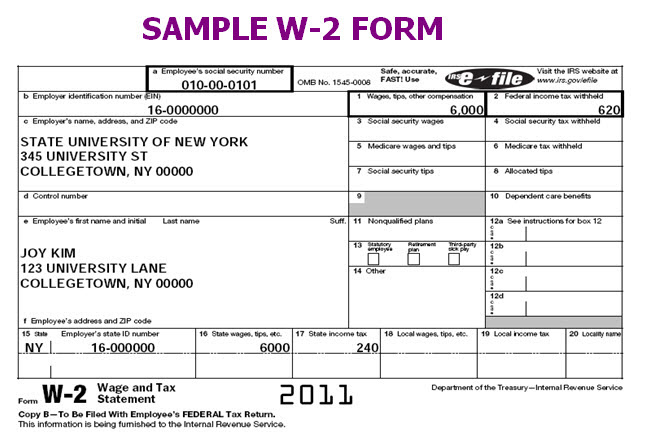 SAMPLE W-2 FORM
a Employee's social security number
010-00-0101
OMB No. 1545-0008
Safe, accurate,
FAST! Use
IRS e~file
Visit the IRS website at
www.irs.gov/efile
b Employer identification number (EIN)
16-0000000
1 Wages, tips, other compensation
6,000
2 Federal income tax withheld
620
c Employer's name, address, and ZIP code
STATE UNIVERSITY OF NEW YORK
345 UNIVERSITY ST
COLLEGETOWN, NY 00000
3 Social security wages
4 Social security tax withheld
5 Medicare wages and tips
6 Medicare tax withheld
7 Social security tips
8 Allocated tips
d Control number
9
10 Dependent care benefits
e Employee's first name and initial Last name Suff.
JOY KIM
123 UNIVERSITY LANE
COLLEGETOWN, NY 00000
f Employee's address and ZIP code
11 Nonqualified plans
12a See instructions for box 12
Code
13 Statutory employee Retirement plan Third-party sick pay
12b
Code
14 Other
12c
Code
12d
Code
15 State Employer's state ID number
NY 16-000000
16 State wages, tips, etc.
6000
17 State income tax
240
18 Local wages, tips, etc.
19 Local income tax
20 Locality name
Form W-2 Wage and Tax
Statement
2011
Department of the Treasury—Internal Revenue Service
Copy B—To Be Filed With Employee's FEDERAL Tax Return.
This information is being furnished to the Internal Revenue Service.